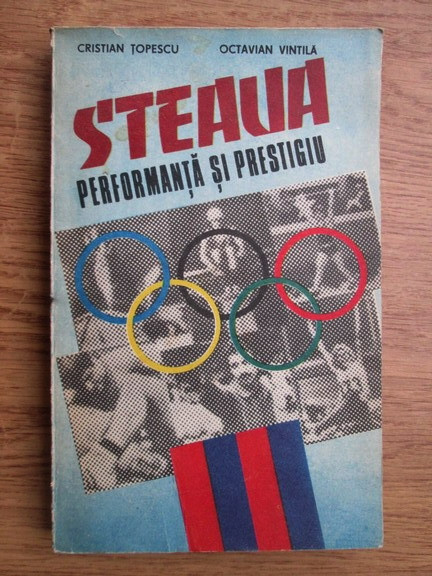 CRISTIAN ȚOPESCU OCTAVIAN VINTILĂ
STEAUA
PERFORMANȚĂ ȘI PRESTIGIU